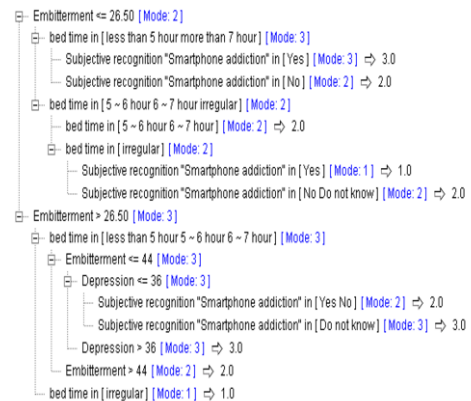 Embitterment <= 26.50 [Mode: 2]
bed time in [less than 5 hour more than 7 hour] [Mode: 3]
Subjective recognition "Smartphone addiction" in [Yes] [Mode: 3] ⇨ 3.0
Subjective recognition "Smartphone addiction" in [No] [Mode: 2] ⇨ 2.0
bed time in [5 ~ 6 hour 6 ~ 7 hour irregular] [Mode: 2]
bed time in [5 ~ 6 hour 6 ~ 7 hour] [Mode: 2] ⇨ 2.0
bed time in [irregular] [Mode: 2]
Subjective recognition "Smartphone addiction" in [Yes] [Mode: 1] ⇨ 1.0
Subjective recognition "Smartphone addiction" in [No Do not know] [Mode: 2] ⇨ 2.0
Embitterment > 26.50 [Mode: 3]
bed time in [less than 5 hour 5 ~ 6 hour 6 ~ 7 hour] [Mode: 3]
Embitterment <= 44 [Mode: 3]
Depression <= 36 [Mode: 3]
Subjective recognition "Smartphone addiction" in [Yes No] [Mode: 2] ⇨ 2.0
Subjective recognition "Smartphone addiction" in [Do not know] [Mode: 3] ⇨ 3.0
Depression > 36 [Mode: 3] ⇨ 3.0
Embitterment > 44 [Mode: 2] ⇨ 2.0
bed time in [irregular] [Mode: 1] ⇨ 1.0